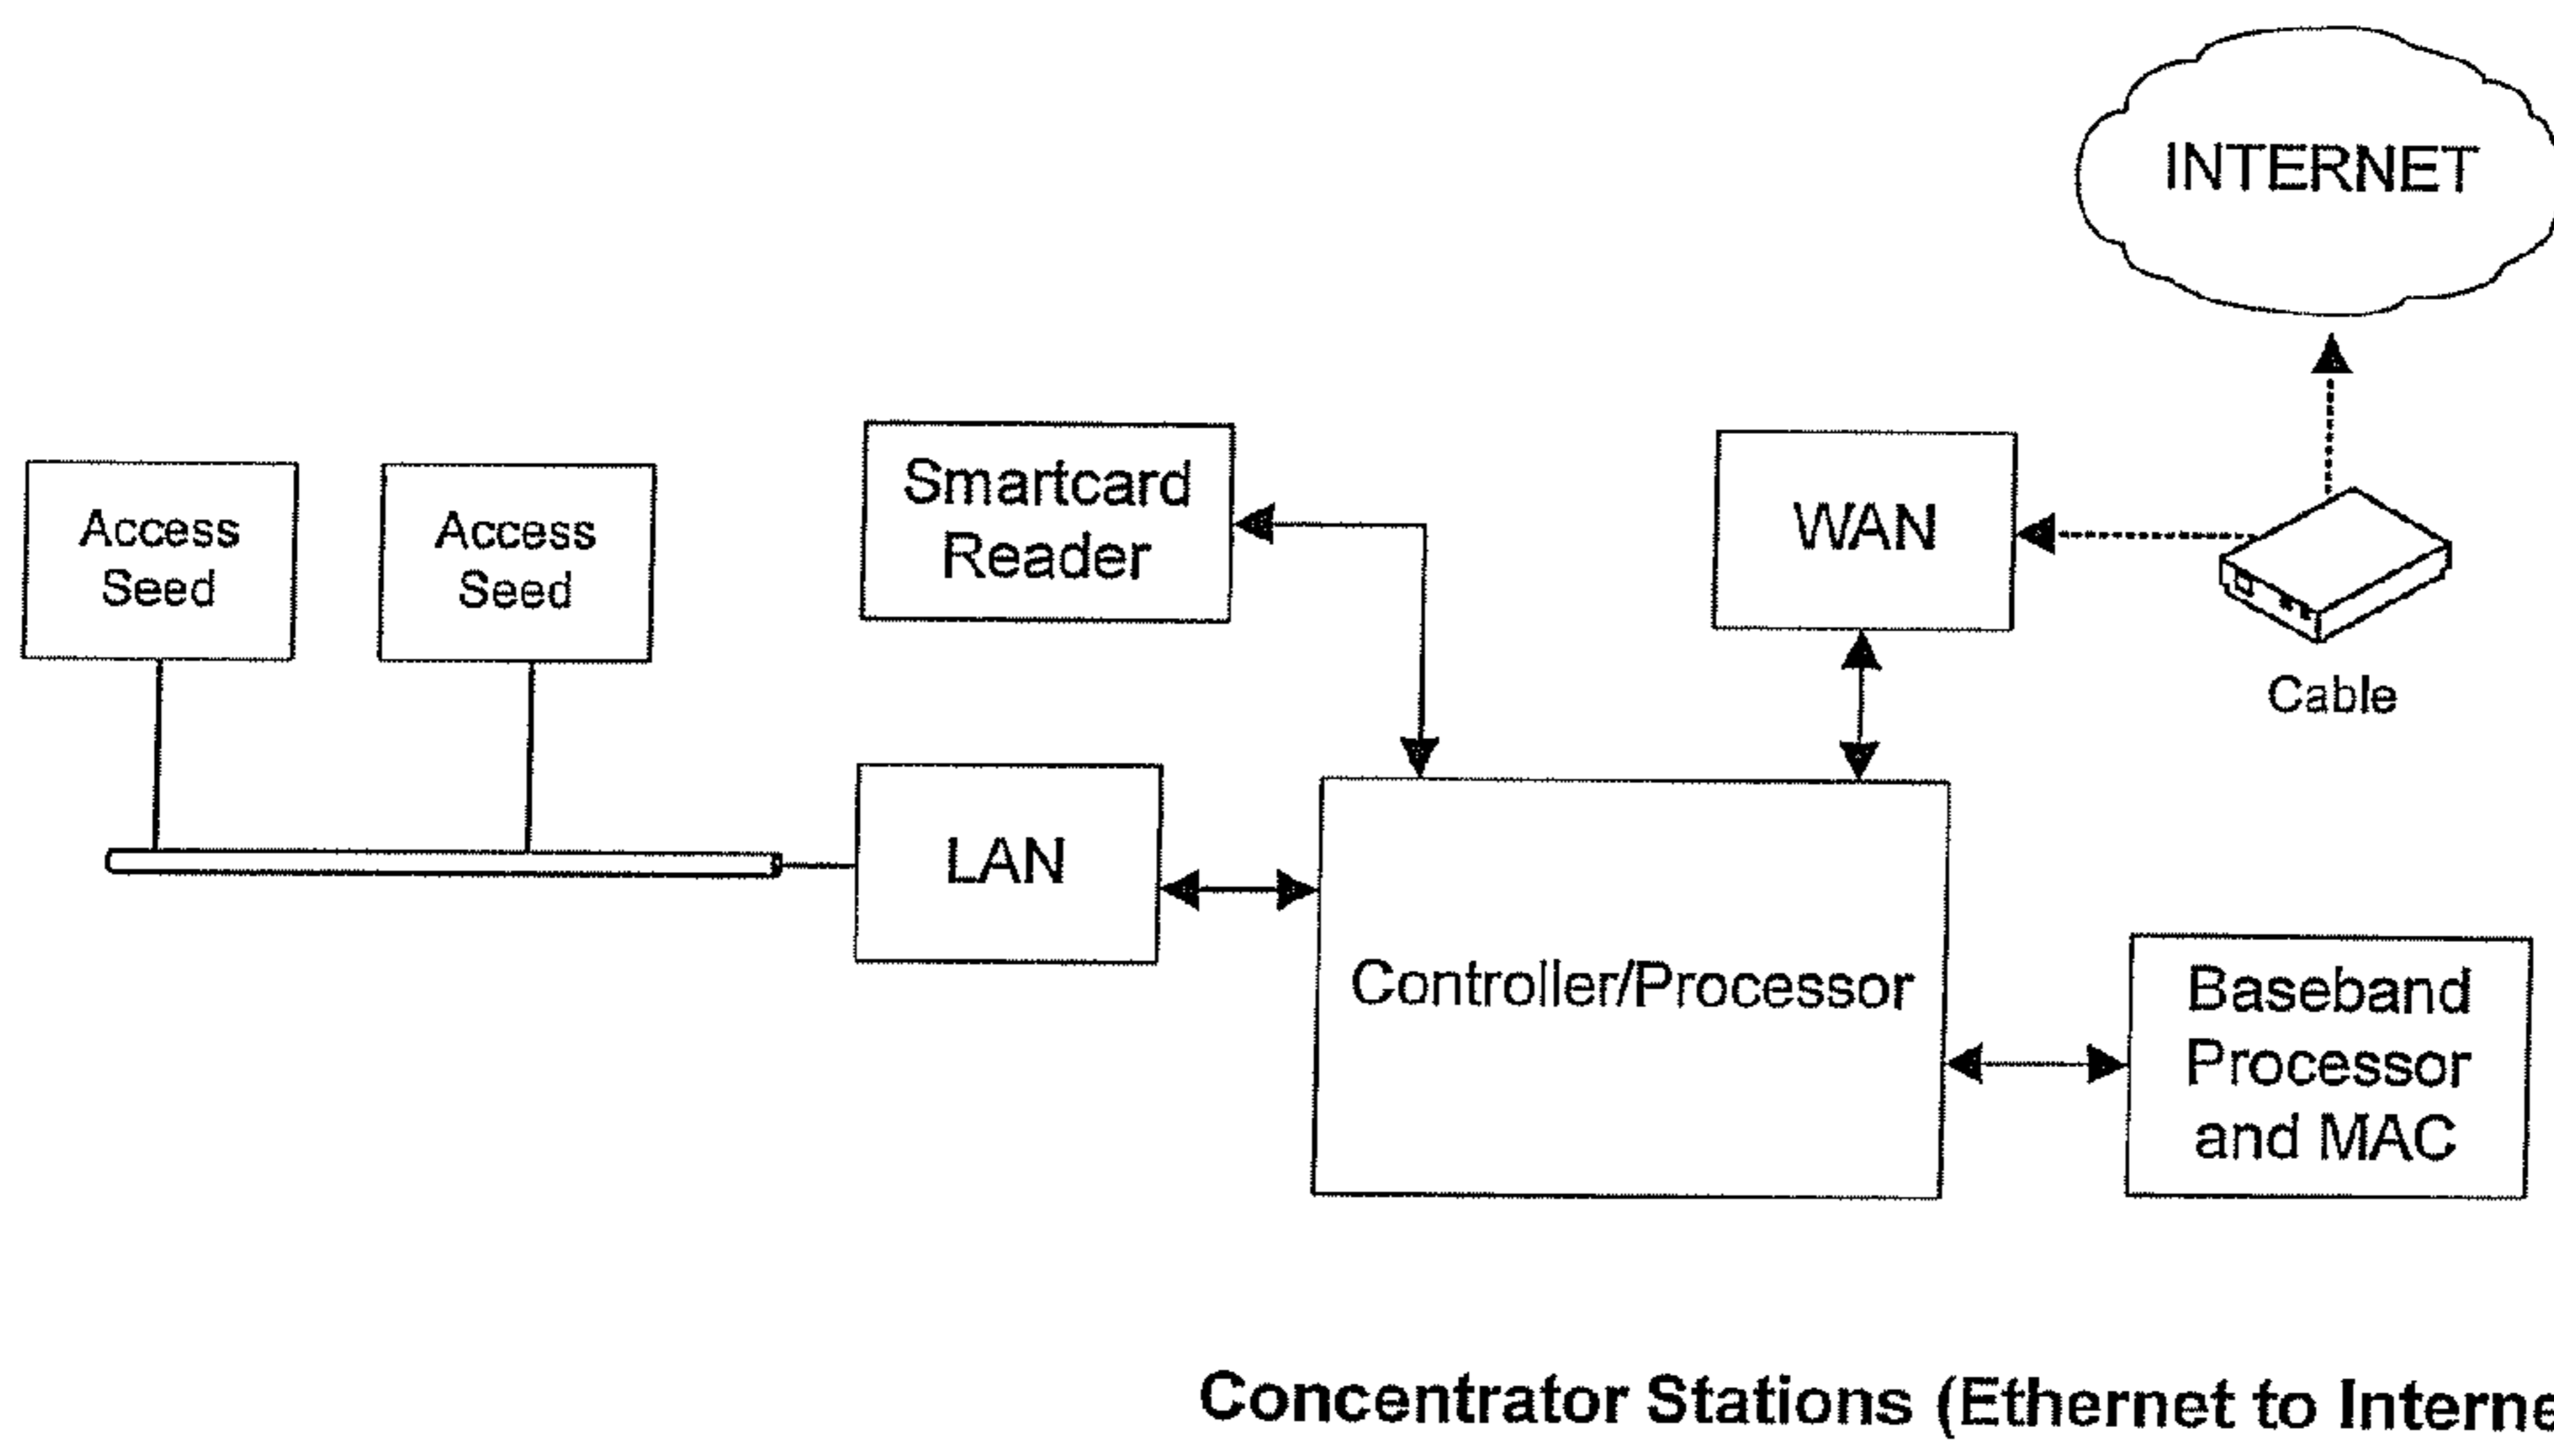 INTERNET
Access
Seed
Access
Seed
Smartcard
Reader
WAN
Cable
LAN
Controller/Processor
Baseband
Processor
and MAC
Concentrator Stations (Ethernet to Interne